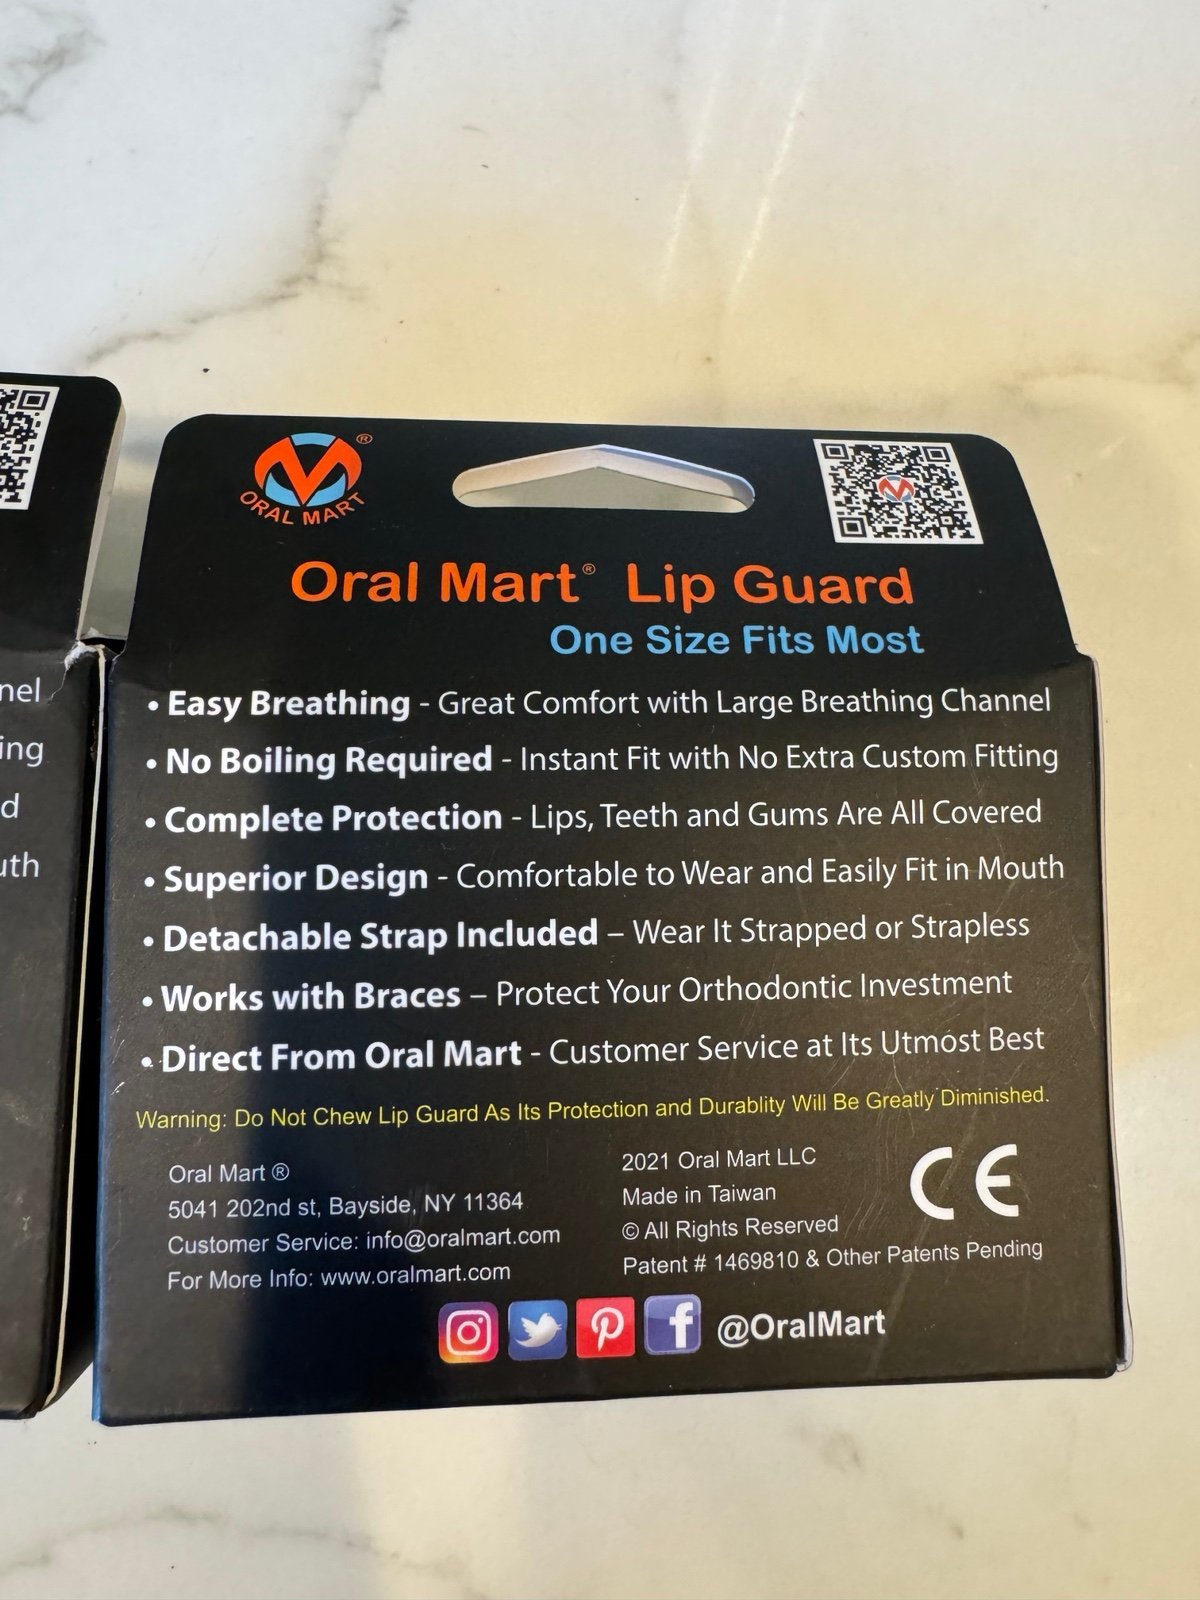 nel
ing
d
uth
ORAL MART ®
Oral Mart® Lip Guard
One Size Fits Most
• Easy Breathing - Great Comfort with Large Breathing Channel
• No Boiling Required - Instant Fit with No Extra Custom Fitting
• Complete Protection - Lips, Teeth and Gums Are All Covered
• Superior Design - Comfortable to Wear and Easily Fit in Mouth
• Detachable Strap Included – Wear It Strapped or Strapless
• Works with Braces – Protect Your Orthodontic Investment
• Direct From Oral Mart - Customer Service at Its Utmost Best
Warning: Do Not Chew Lip Guard As Its Protection and Durablity Will Be Greatly Diminished.
Oral Mart ®
5041 202nd st, Bayside, NY 11364
Customer Service: info@oralmart.com
For More Info: www.oralmart.com
2021 Oral Mart LLC
Made in Taiwan
© All Rights Reserved
Patent # 1469810 & Other Patents Pending
CE
@OralMart